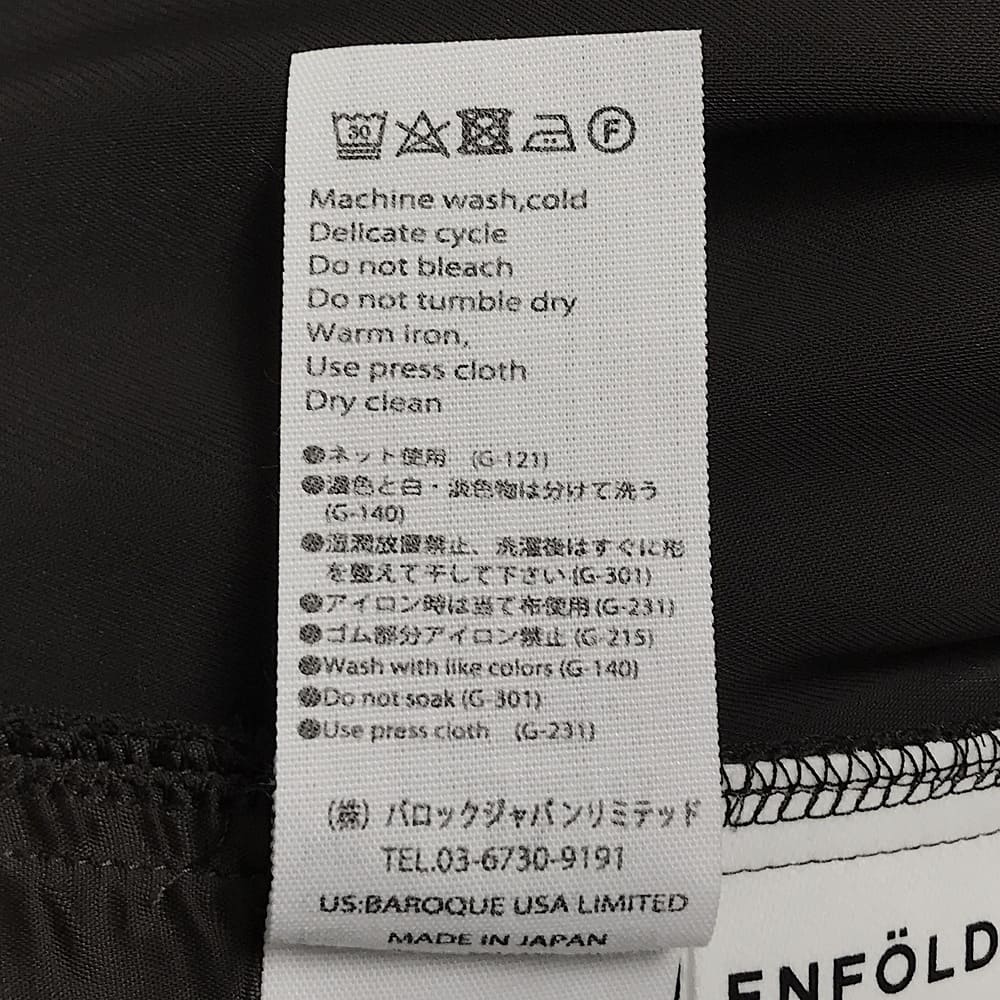 30
F
Machine wash,cold
Delicate cycle
Do not bleach
Do not tumble dry
Warm iron,
Use press cloth
Dry clean
●ネット使用 (G-121)
●濃色と白・淡色物は分けて洗う
(G-140)
●湿潤放置禁止、洗濯後はすぐに形
を整えて干して下さい(G-301)
●アイロン時は当て布使用(G-231)
●ゴム部分アイロン禁止(G-215)
●Wash with like colors (G-140)
●Do not soak (G-301)
●Use press cloth (G-231)
(株) バロックジャパンリミテッド
TEL.03-6730-9191
US:BAROQUE USA LIMITED
MADE IN JAPAN
ENFÖLD